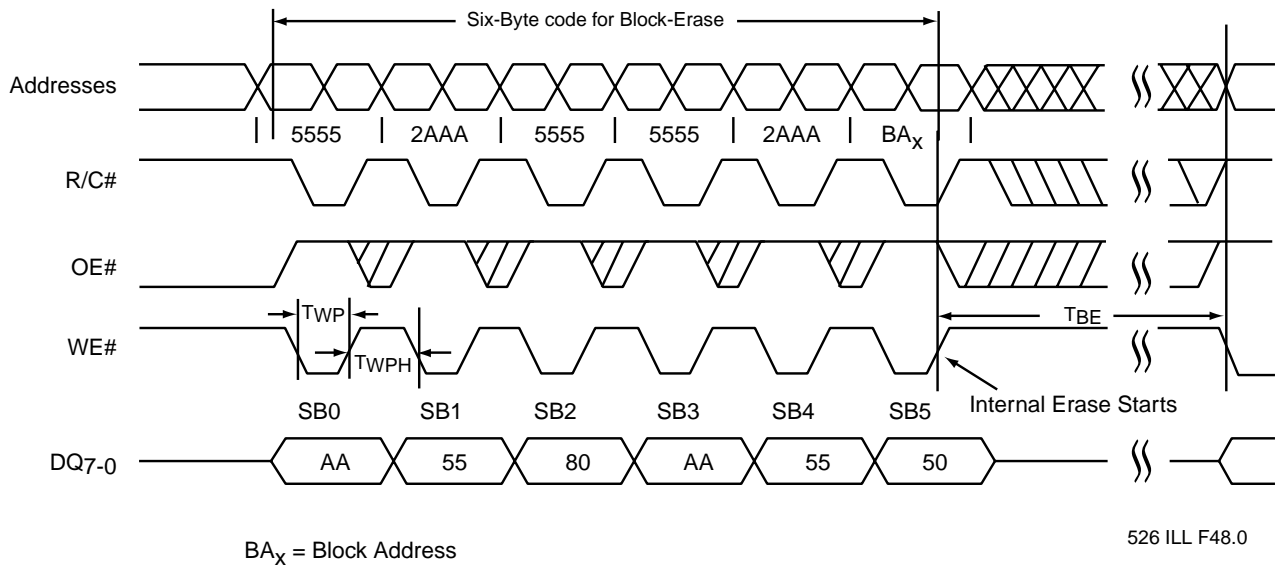 Six-Byte code for Block-Erase
Addresses
5555 2AAA 5555 5555 2AAA BAX
R/C#
OE#
TWP
TBE
WE#
TWPH
Internal Erase Starts
SB0 SB1 SB2 SB3 SB4 SB5
DQ7-0 AA 55 80 AA 55 50
526 ILL F48.0
BAX = Block Address